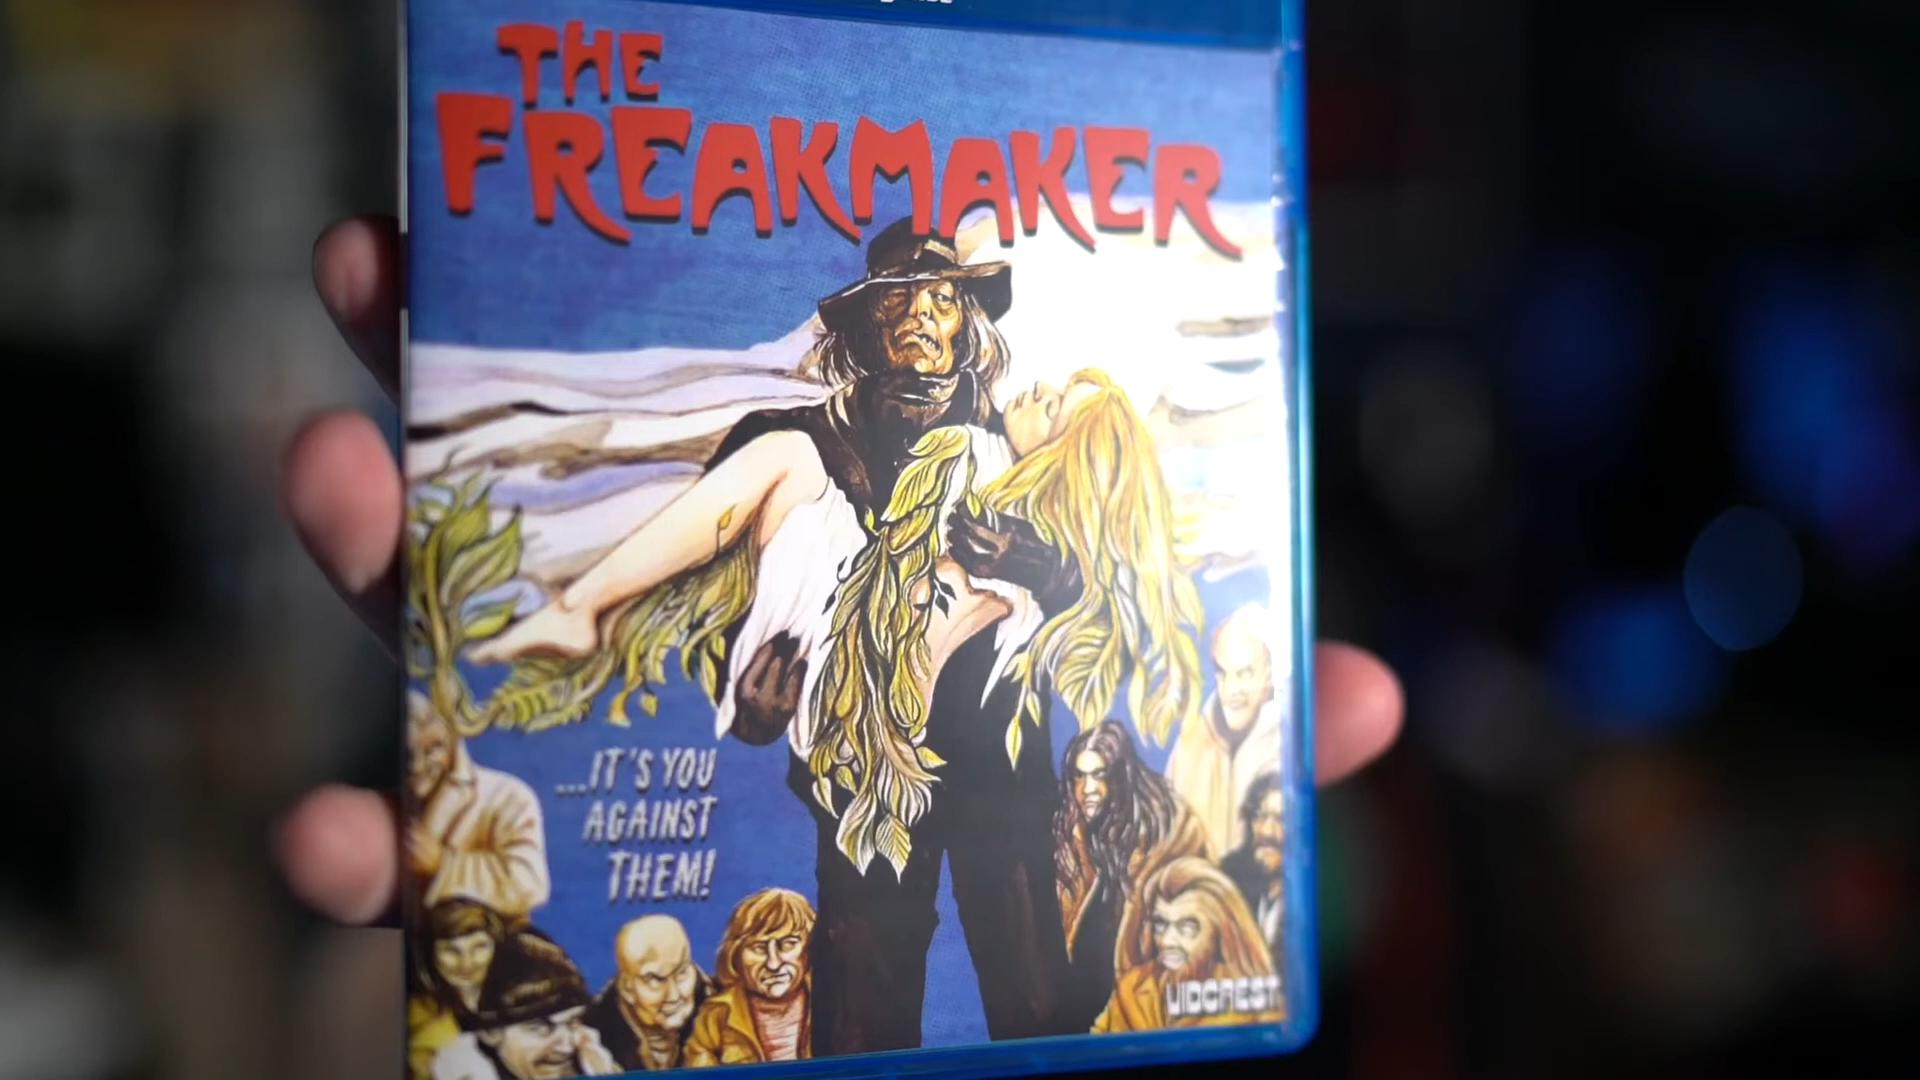 THE
FREAKMAKER
...IT'S YOU
AGAINST
THEM!
VIDCREST